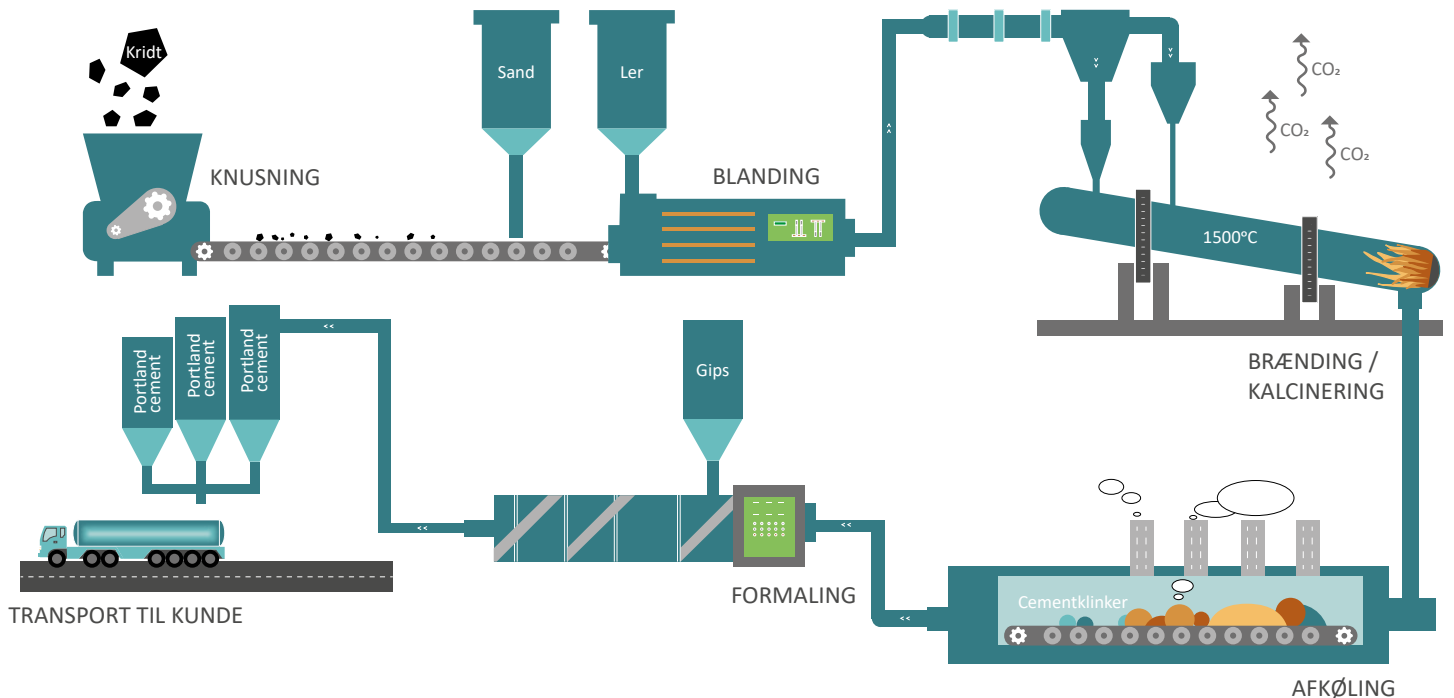 Kridt
KNUSNING
Sand
Ler
BLANDING
CO₂
CO₂
CO₂
1500°C
BRÆNDING /
KALCINERING
Portland
cement
Portland
cement
Portland
cement
Gips
TRANSPORT TIL KUNDE
FORMALING
Cementklinker
AFKØLING